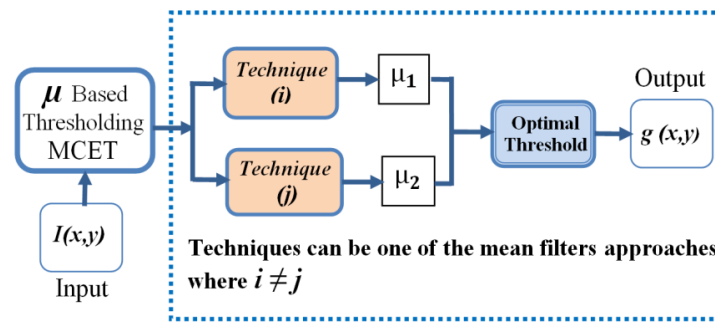 μ Based
Thresholding
MCET
I(x,y)
Input
Technique
(i)
μ1
Technique
(j)
μ2
Optimal
Threshold
Output
g (x,y)
Techniques can be one of the mean filters approaches
where i ≠ j